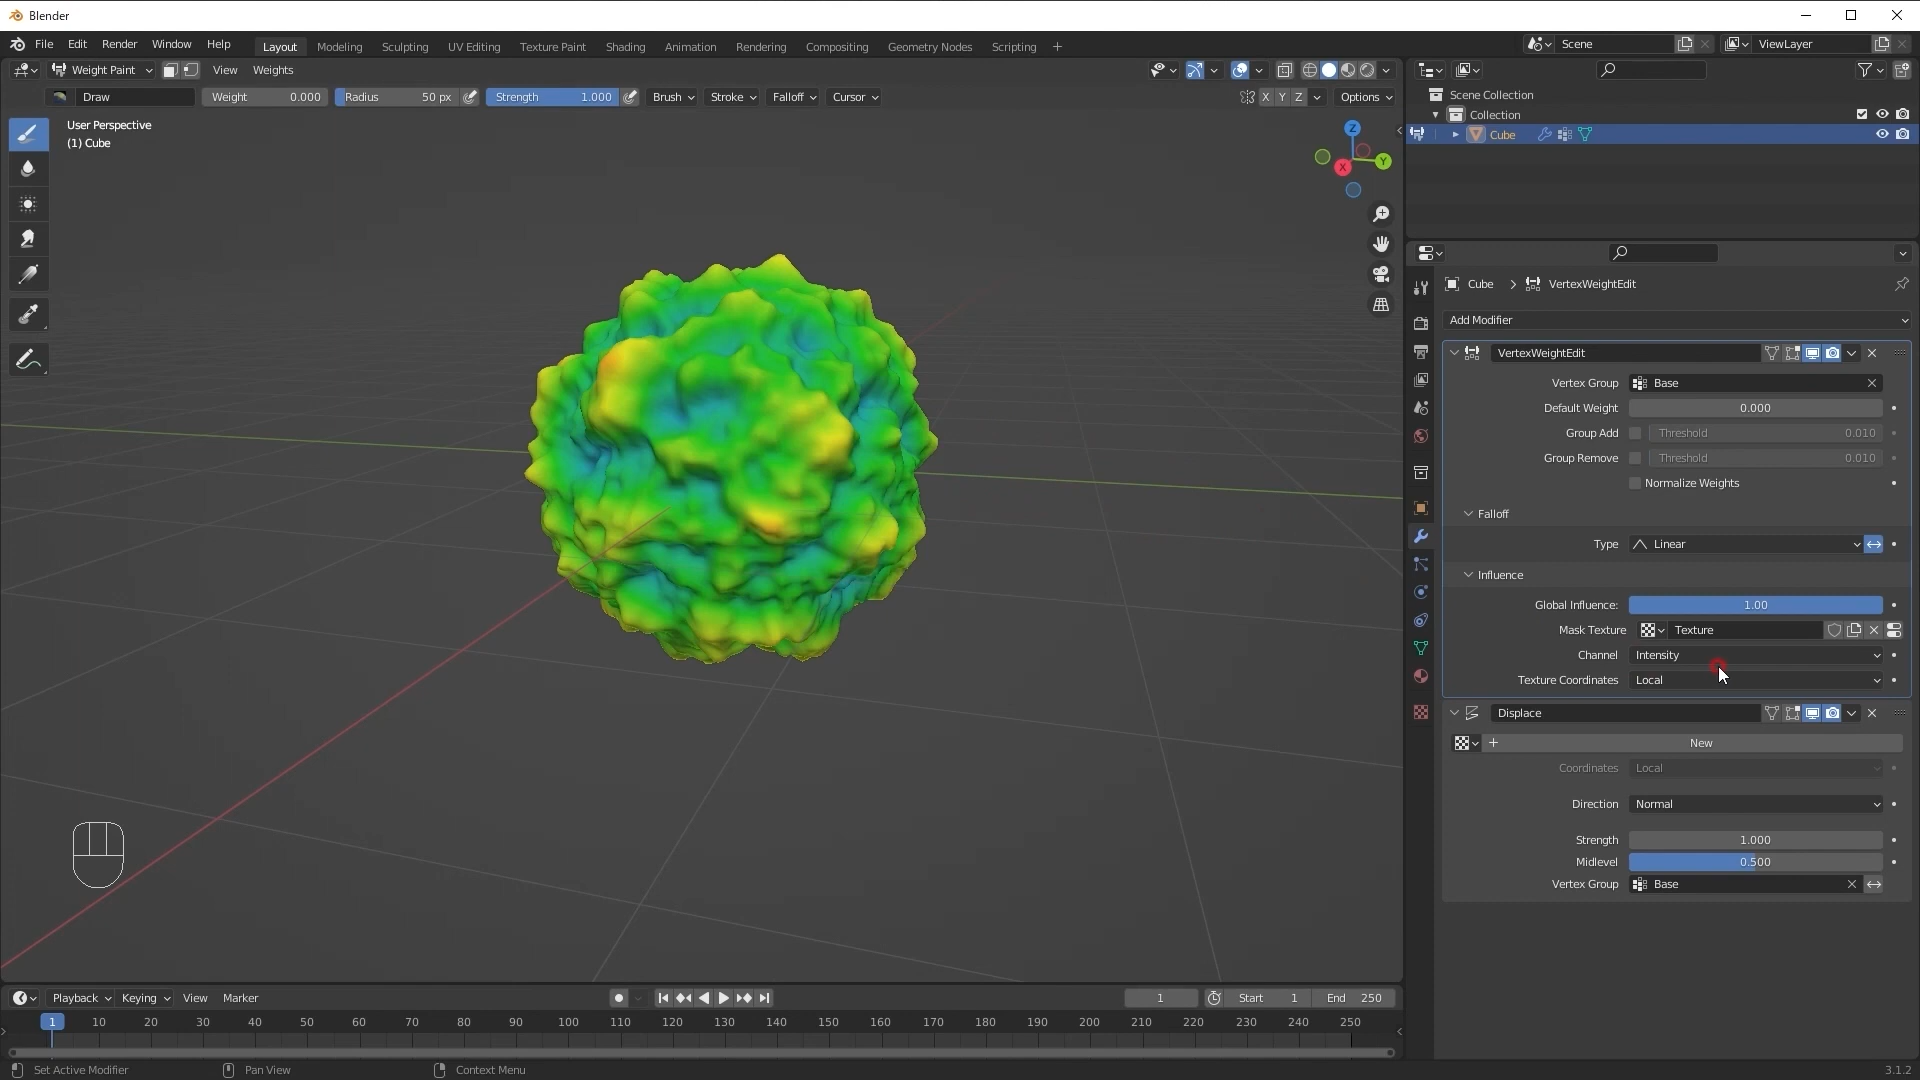 Blender
File Edit Render Window Help Layout Modeling Sculpting UV Editing Texture Paint Shading Animation Rendering Compositing Geometry Nodes Scripting + Scene ViewLayer
Weight Paint View Weights
Draw Weight 0.000 Radius 50 px Strength 1.000 Brush Stroke Falloff Cursor X Y Z Options
User Perspective
(1) Cube
Z
Y
X
Scene Collection
Collection
Cube
Cube > VertexWeightEdit
Add Modifier
VertexWeightEdit
Vertex Group Base
Default Weight 0.000
Group Add Threshold 0.010
Group Remove Threshold 0.010
Normalize Weights
Falloff
Type Linear
Influence
Global Influence: 1.00
Mask Texture Texture
Channel Intensity
Texture Coordinates Local
Displace
+ New
Coordinates Local
Direction Normal
Strength 1.000
Midlevel 0.500
Vertex Group Base
Playback Keying View Marker 1 Start 1 End 250
1 10 20 30 40 50 60 70 80 90 100 110 120 130 140 150 160 170 180 190 200 210 220 230 240 250
Set Active Modifier Pan View Context Menu 3.1.2